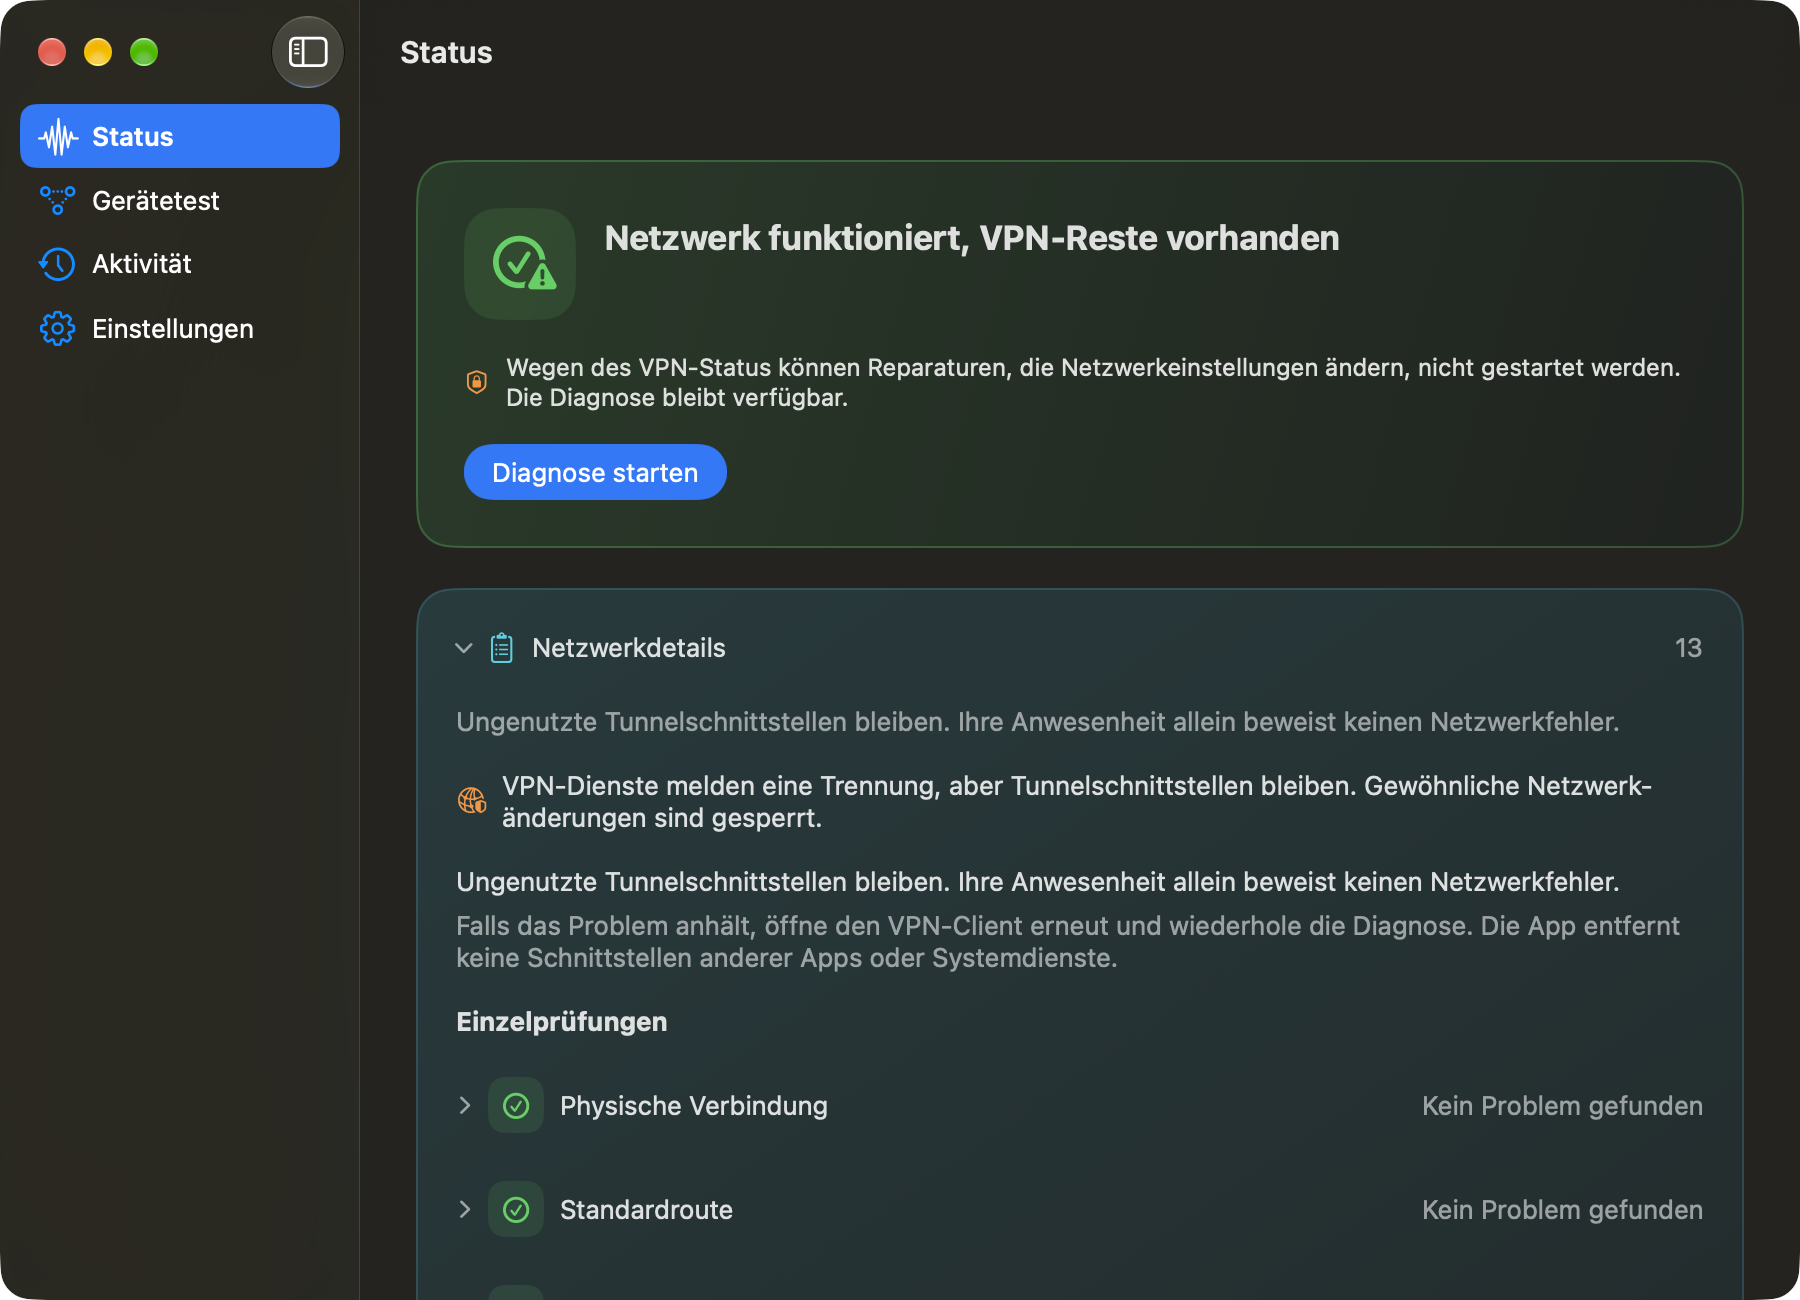 Status
Status
Gerätetest
Aktivität
Einstellungen
Netzwerk funktioniert, VPN-Reste vorhanden
Wegen des VPN-Status können Reparaturen, die Netzwerkeinstellungen ändern, nicht gestartet werden.
Die Diagnose bleibt verfügbar.
Diagnose starten
Netzwerkdetails
13
Ungenutzte Tunnelschnittstellen bleiben. Ihre Anwesenheit allein beweist keinen Netzwerkfehler.
VPN-Dienste melden eine Trennung, aber Tunnelschnittstellen bleiben. Gewöhnliche Netzwerk-
änderungen sind gesperrt.
Ungenutzte Tunnelschnittstellen bleiben. Ihre Anwesenheit allein beweist keinen Netzwerkfehler.
Falls das Problem anhält, öffne den VPN-Client erneut und wiederhole die Diagnose. Die App entfernt
keine Schnittstellen anderer Apps oder Systemdienste.
Einzelprüfungen
Physische Verbindung
Kein Problem gefunden
Standardroute
Kein Problem gefunden